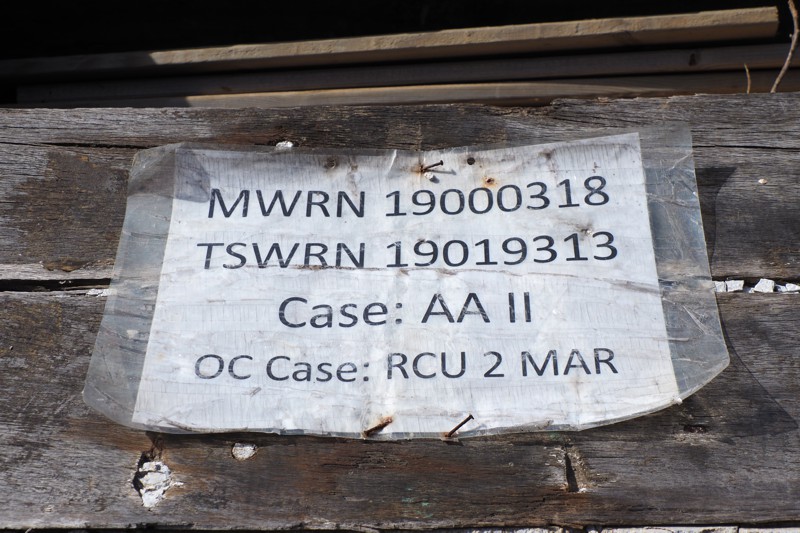 MWRN 19000318
TSWRN 19019313
Case: AA II
OC Case: RCU 2 MAR